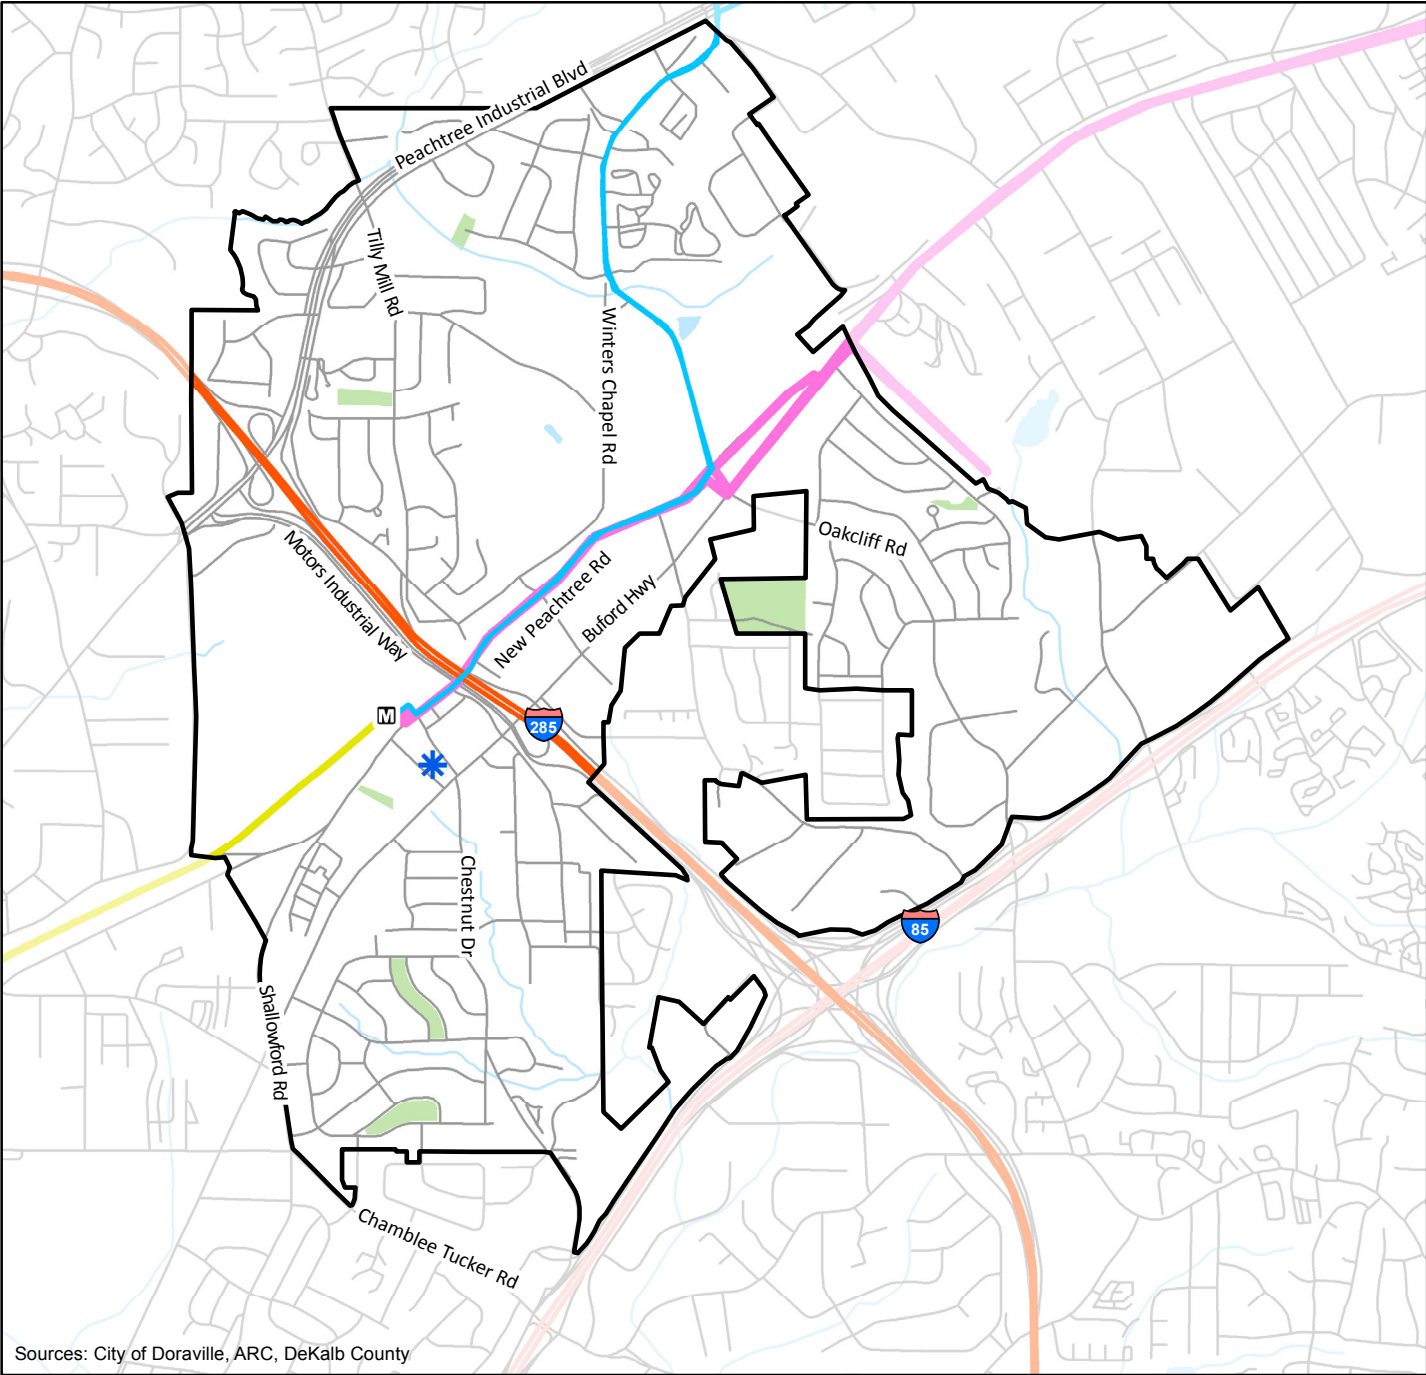 Peachtree Industrial Blvd
Tilly Mill Rd
Winters Chapel Rd
Oakcliff Rd
Motors Industrial Way
New Peachtree Rd
Buford Hwy
M
285
Chestnut Dr
85
Shallowford Rd
Chamblee Tucker Rd
Sources: City of Doraville, ARC, DeKalb County